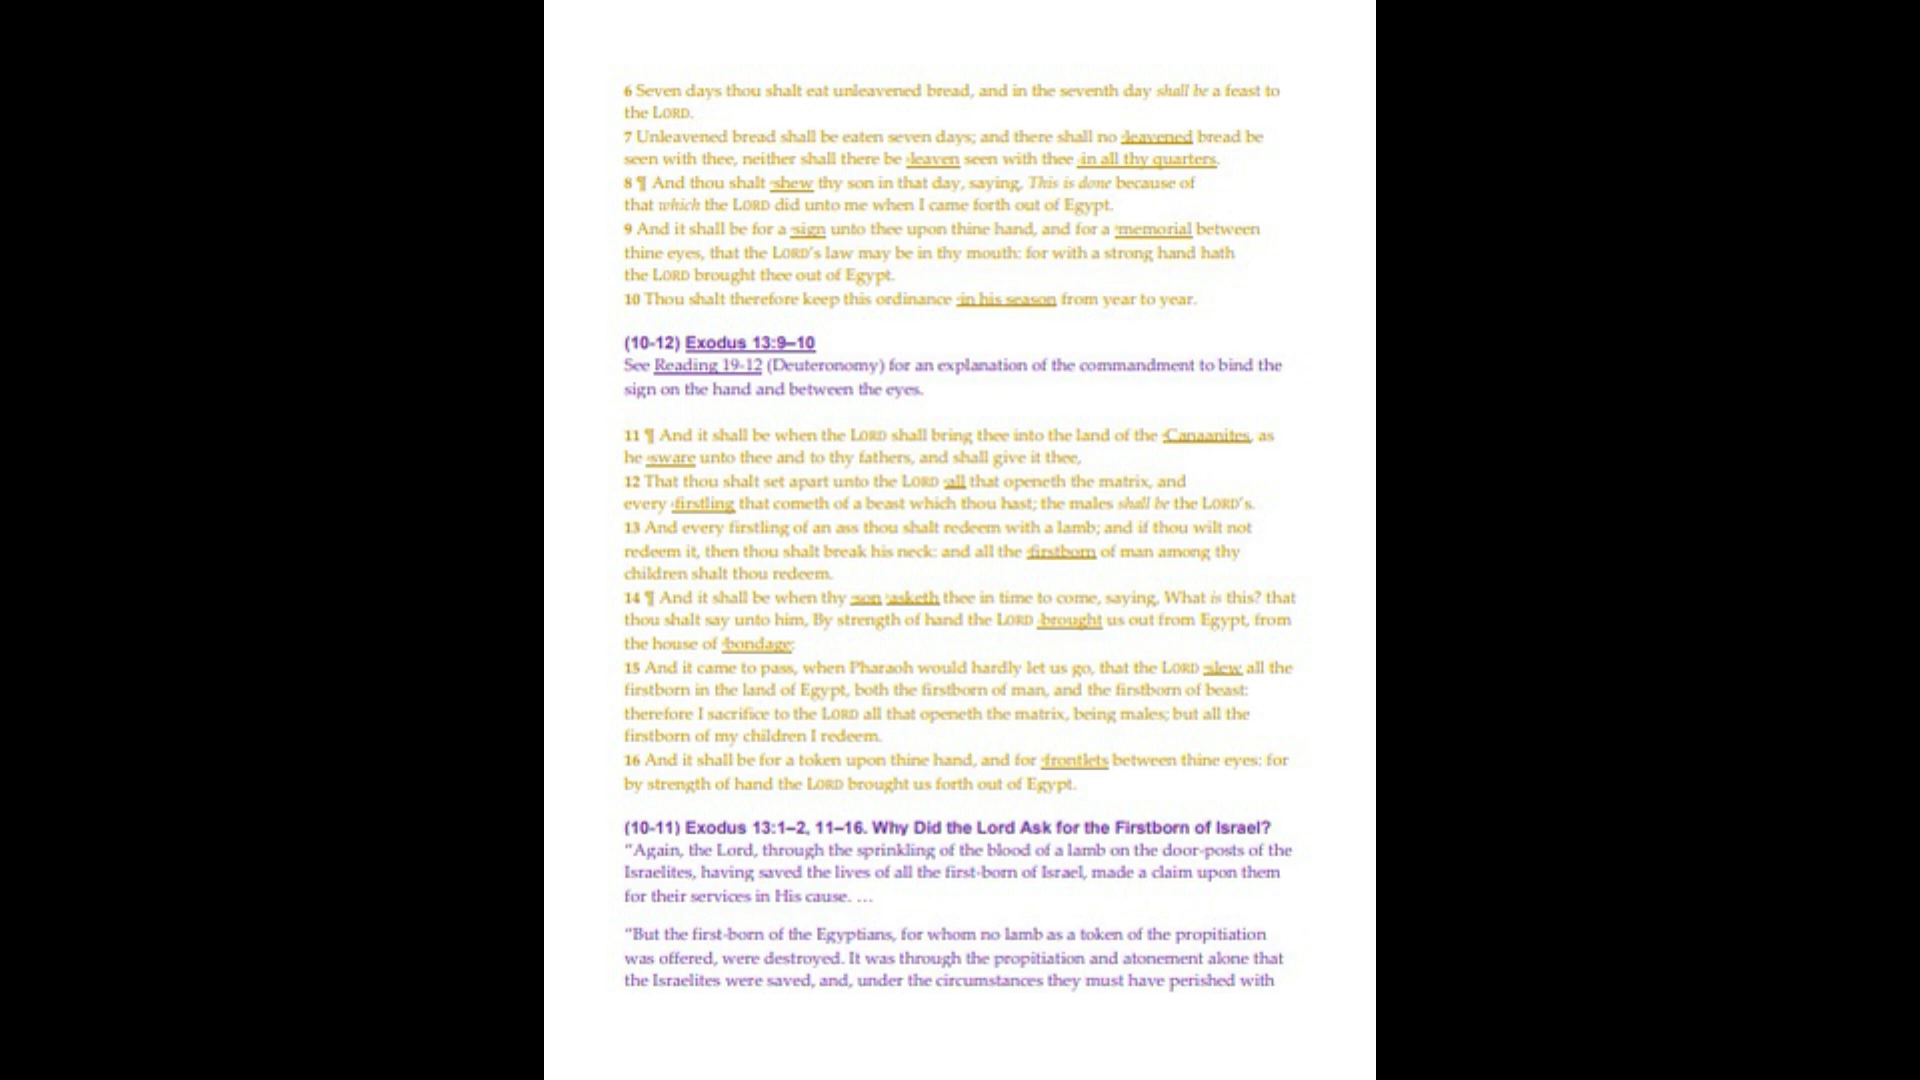 6 Seven days thou shalt eat unleavened bread, and in the seventh day shall be a feast to
the LORD.
7 Unleavened bread shall be eaten seven days; and there shall no leavened bread be
seen with thee, neither shall there be leaven seen with thee in all thy quarters.
8 ¶ And thou shalt shew thy son in that day, saying, This is done because of
that which the LORD did unto me when I came forth out of Egypt.
9 And it shall be for a sign unto thee upon thine hand, and for a memorial between
thine eyes, that the LORD's law may be in thy mouth: for with a strong hand hath
the LORD brought thee out of Egypt.
10 Thou shalt therefore keep this ordinance in his season from year to year.
(10-12) Exodus 13:9–10
See Reading 19-12 (Deuteronomy) for an explanation of the commandment to bind the
sign on the hand and between the eyes.
11 ¶ And it shall be when the LORD shall bring thee into the land of the Canaanites, as
he sware unto thee and to thy fathers, and shall give it thee,
12 That thou shalt set apart unto the LORD all that openeth the matrix, and
every firstling that cometh of a beast which thou hast; the males shall be the LORD's.
13 And every firstling of an ass thou shalt redeem with a lamb; and if thou wilt not
redeem it, then thou shalt break his neck: and all the firstborn of man among thy
children shalt thou redeem.
14 ¶ And it shall be when thy son asketh thee in time to come, saying, What is this? that
thou shalt say unto him, By strength of hand the LORD brought us out from Egypt, from
the house of bondage:
15 And it came to pass, when Pharaoh would hardly let us go, that the LORD slew all the
firstborn in the land of Egypt, both the firstborn of man, and the firstborn of beast:
therefore I sacrifice to the LORD all that openeth the matrix, being males; but all the
firstborn of my children I redeem.
16 And it shall be for a token upon thine hand, and for frontlets between thine eyes: for
by strength of hand the LORD brought us forth out of Egypt.
(10-11) Exodus 13:1–2, 11–16. Why Did the Lord Ask for the Firstborn of Israel?
“Again, the Lord, through the sprinkling of the blood of a lamb on the door-posts of the
Israelites, having saved the lives of all the first-born of Israel, made a claim upon them
for their services in His cause. …
“But the first-born of the Egyptians, for whom no lamb as a token of the propitiation
was offered, were destroyed. It was through the propitiation and atonement alone that
the Israelites were saved, and, under the circumstances they must have perished with